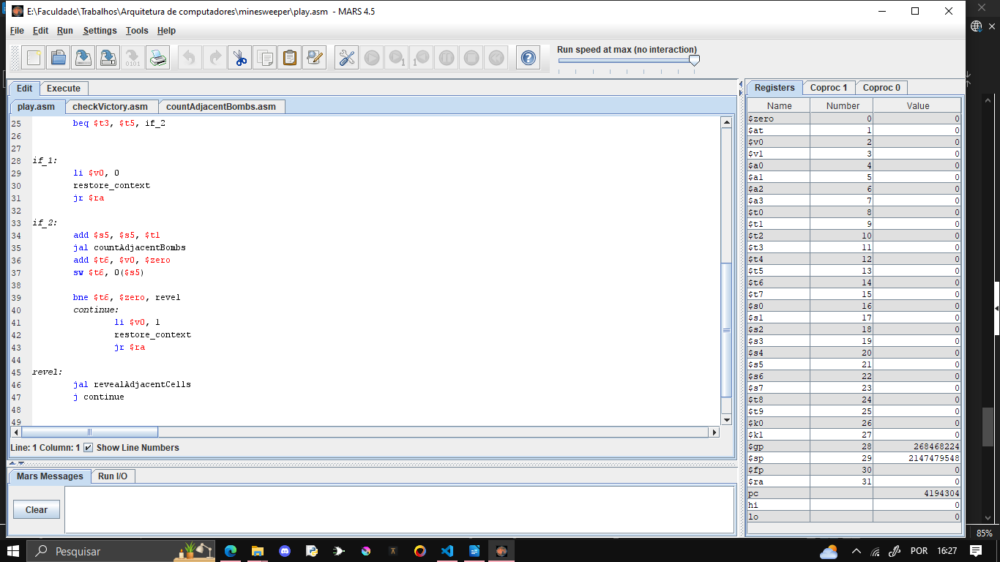 E:\Faculdade\Trabalhos\Arquitetura de computadores\minesweeper\play.asm - MARS 4.5
File Edit Run Settings Tools Help
Run speed at max (no interaction)
Edit Execute
play.asm checkVictory.asm countAdjacentBombs.asm
25 beq $t3, $t5, if_2
26
27
28 if_1:
29 li $v0, 0
30 restore_context
31 jr $ra
32
33 if_2:
34 add $s5, $s5, $t1
35 jal countAdjacentBombs
36 add $t6, $v0, $zero
37 sw $t6, 0($s5)
38
39 bne $t6, $zero, revel
40 continue:
41 li $v0, 1
42 restore_context
43 jr $ra
44
45 revel:
46 jal revealAdjacentCells
47 j continue
48
49
Line: 1 Column: 1 Show Line Numbers
Mars Messages Run I/O
Clear
Registers Coproc 1 Coproc 0
Name Number Value
$zero 0 0
$at 1 0
$v0 2 0
$v1 3 0
$a0 4 0
$a1 5 0
$a2 6 0
$a3 7 0
$t0 8 0
$t1 9 0
$t2 10 0
$t3 11 0
$t4 12 0
$t5 13 0
$t6 14 0
$t7 15 0
$s0 16 0
$s1 17 0
$s2 18 0
$s3 19 0
$s4 20 0
$s5 21 0
$s6 22 0
$s7 23 0
$t8 24 0
$t9 25 0
$k0 26 0
$k1 27 0
$gp 28 268468224
$sp 29 2147479548
$fp 30 0
$ra 31 0
pc 4194304
hi 0
lo 0
85%
Pesquisar
POR 16:27